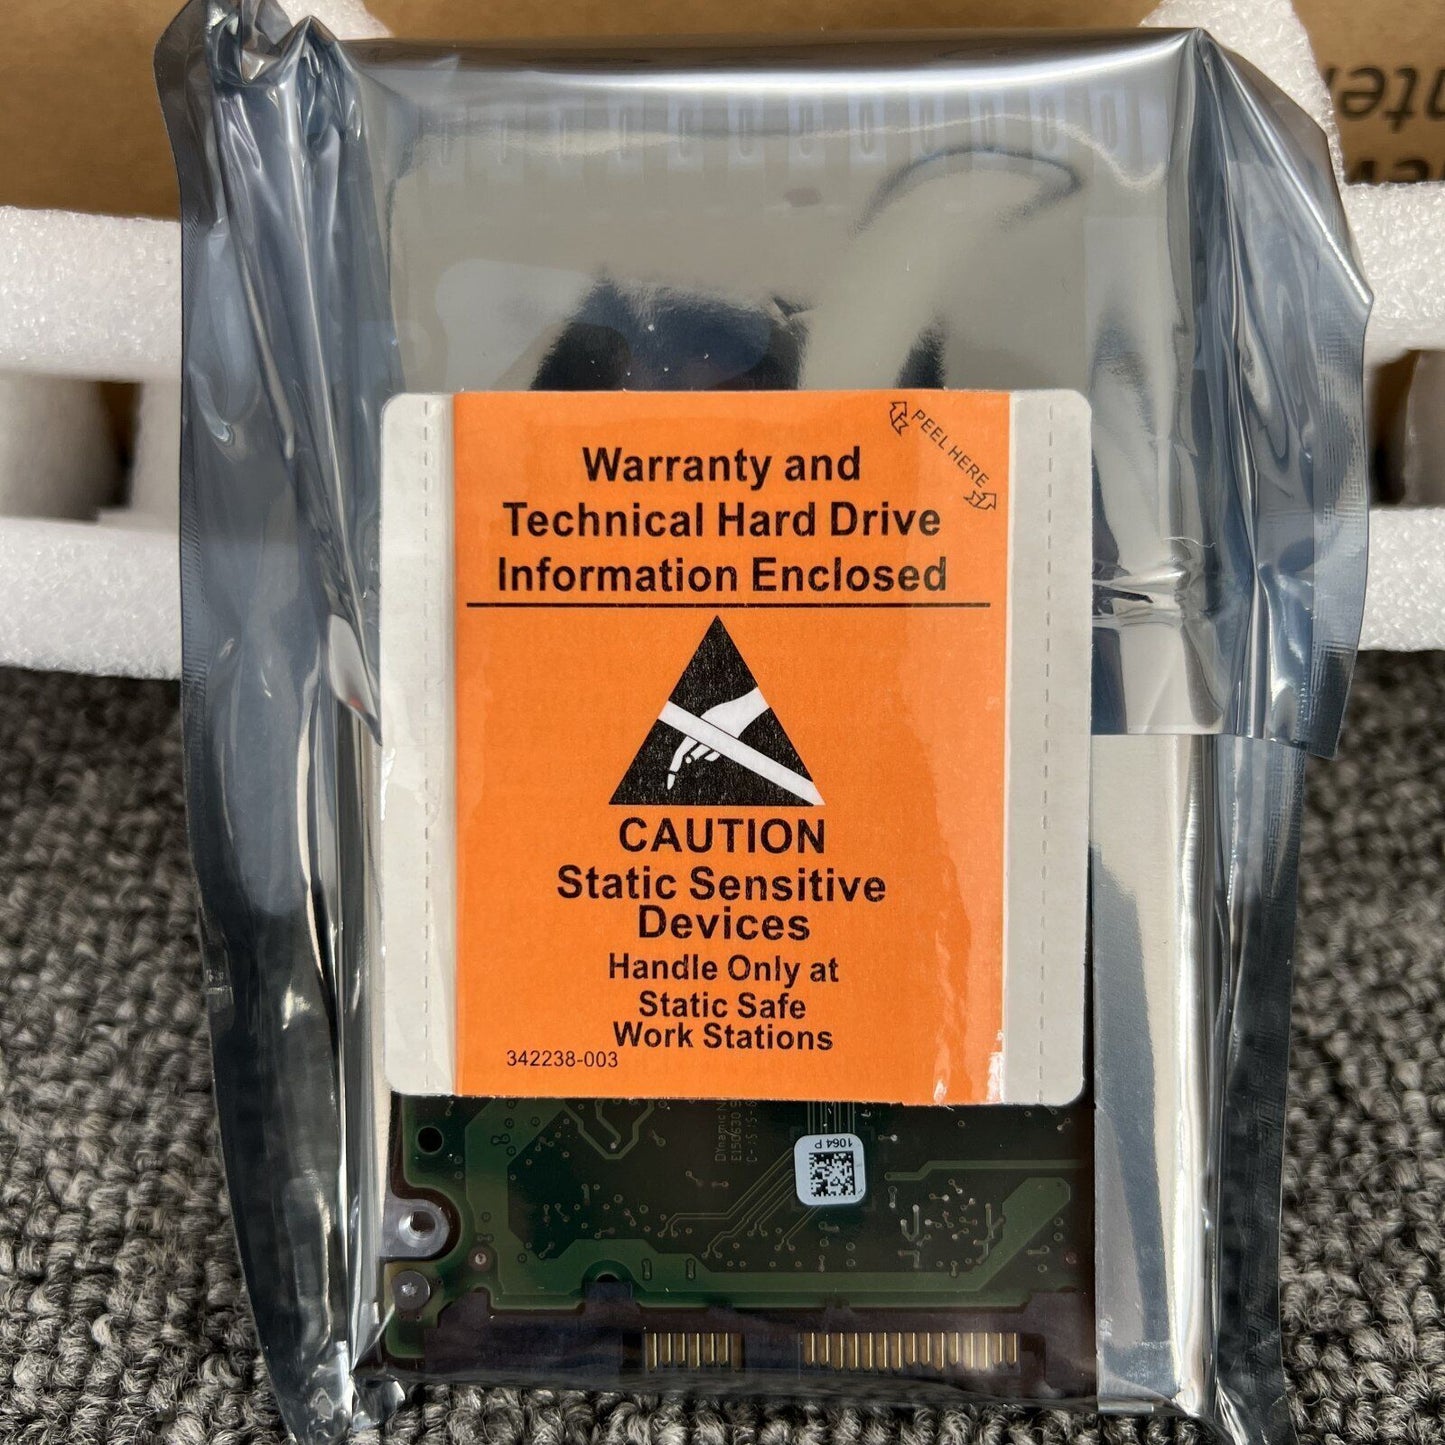 PEEL HERE
Warranty and
Technical Hard Drive
Information Enclosed
CAUTION
Static Sensitive
Devices
Handle Only at
Static Safe
Work Stations
342238-003
E150630
1064 P